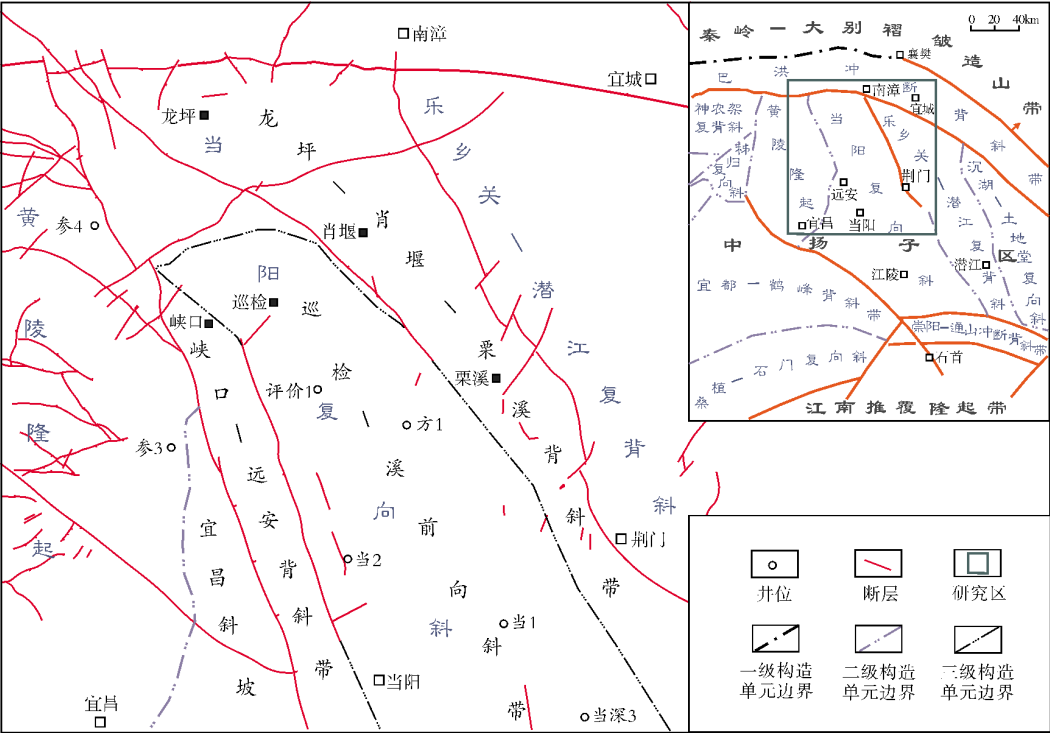 南漳
宜城
龙坪
龙坪
肖堰
栗溪
背斜带
当阳复向斜
乐乡关
潜江复背斜
黄陵隆起
参4
肖堰
巡检
峡口
巡检
溪前向斜带
峡口
远安背斜带
评价1
方1
栗溪
参3
宜昌斜坡
荆门
当2
当1
当阳
宜昌
当深3
0 20 40km
秦岭一大别褶皱造山带
襄樊
巴洪冲断背斜带
南漳
宜城
神农架
复背斜
黄陵隆起
秭归复向斜
当阳复向斜
乐乡关
潜江复背斜
沉湖
土地堂复向斜
荆门
远安
当阳
宜昌
中扬子区
江陵
潜江
宜都一鹤峰背斜带
崇阳一通山冲断背斜带
桑植一石门复向斜
石首
江南推覆隆起带
井位
断层
研究区
一级构造
单元边界
二级构造
单元边界
三级构造
单元边界